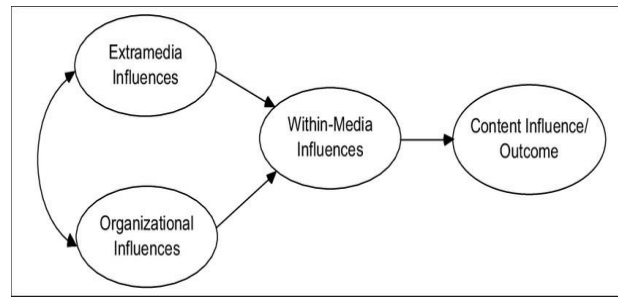 Extramedia
Influences
Within-Media
Influences
Content Influence/
Outcome
Organizational
Influences